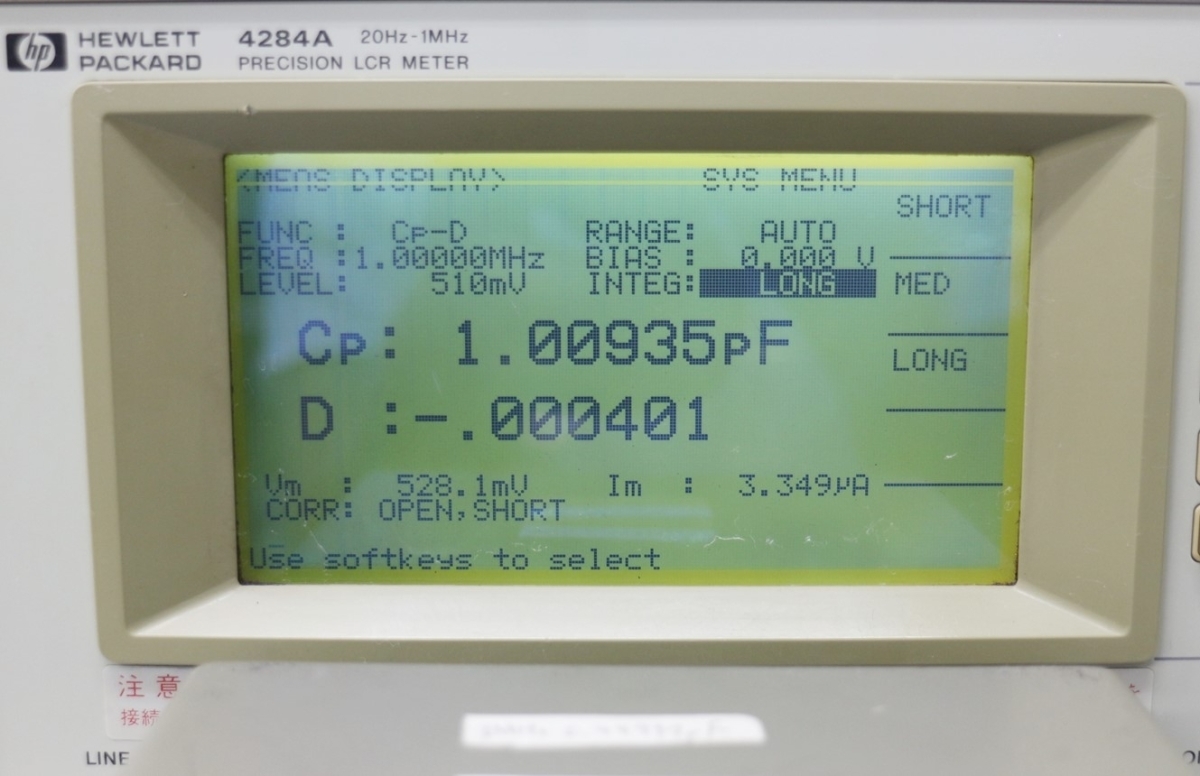 hp HEWLETT PACKARD 4284A 20Hz-1MHz
PRECISION LCR METER
<MEAS DISPLAY> SYS MENU
SHORT
FUNC : Cp-D RANGE: AUTO
FREQ :1.00000MHz BIAS : 0.000 V
LEVEL: 510mV INTEG: LONG
MED
Cp: 1.00935pF
LONG
D :-.000401
Vm : 528.1mV Im : 3.349µA
CORR: OPEN,SHORT
Use softkeys to select
注意
接続
LINE